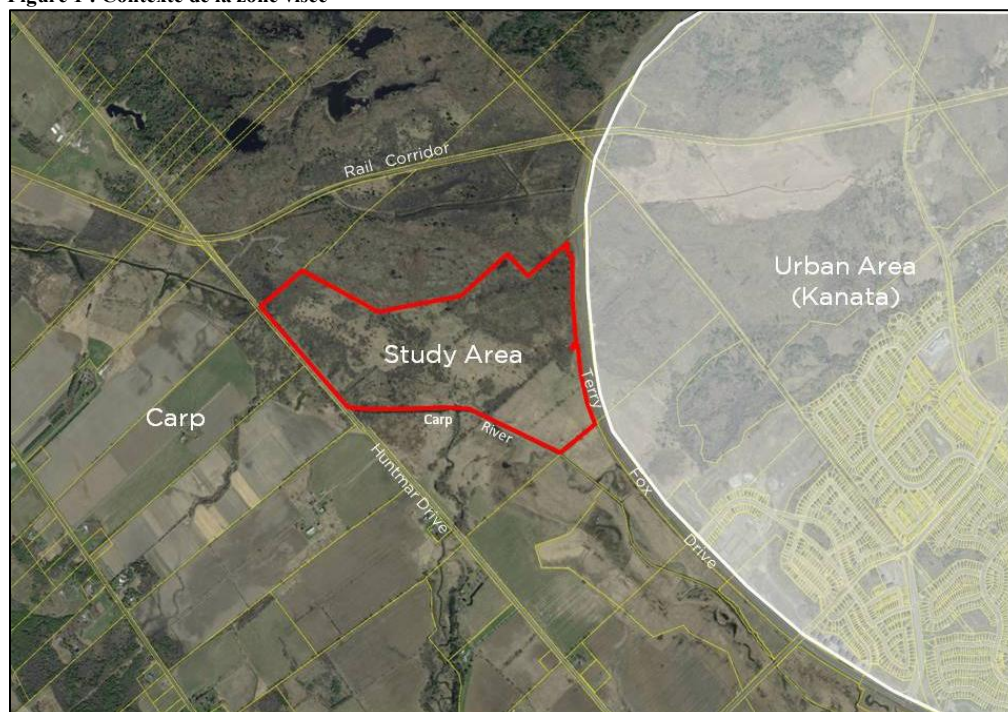 Figure 1 : Contexte de la zone visée
Rail Corridor
Urban Area
(Kanata)
Study Area
Carp
Carp River
Terry Fox Drive
Huntmar Drive